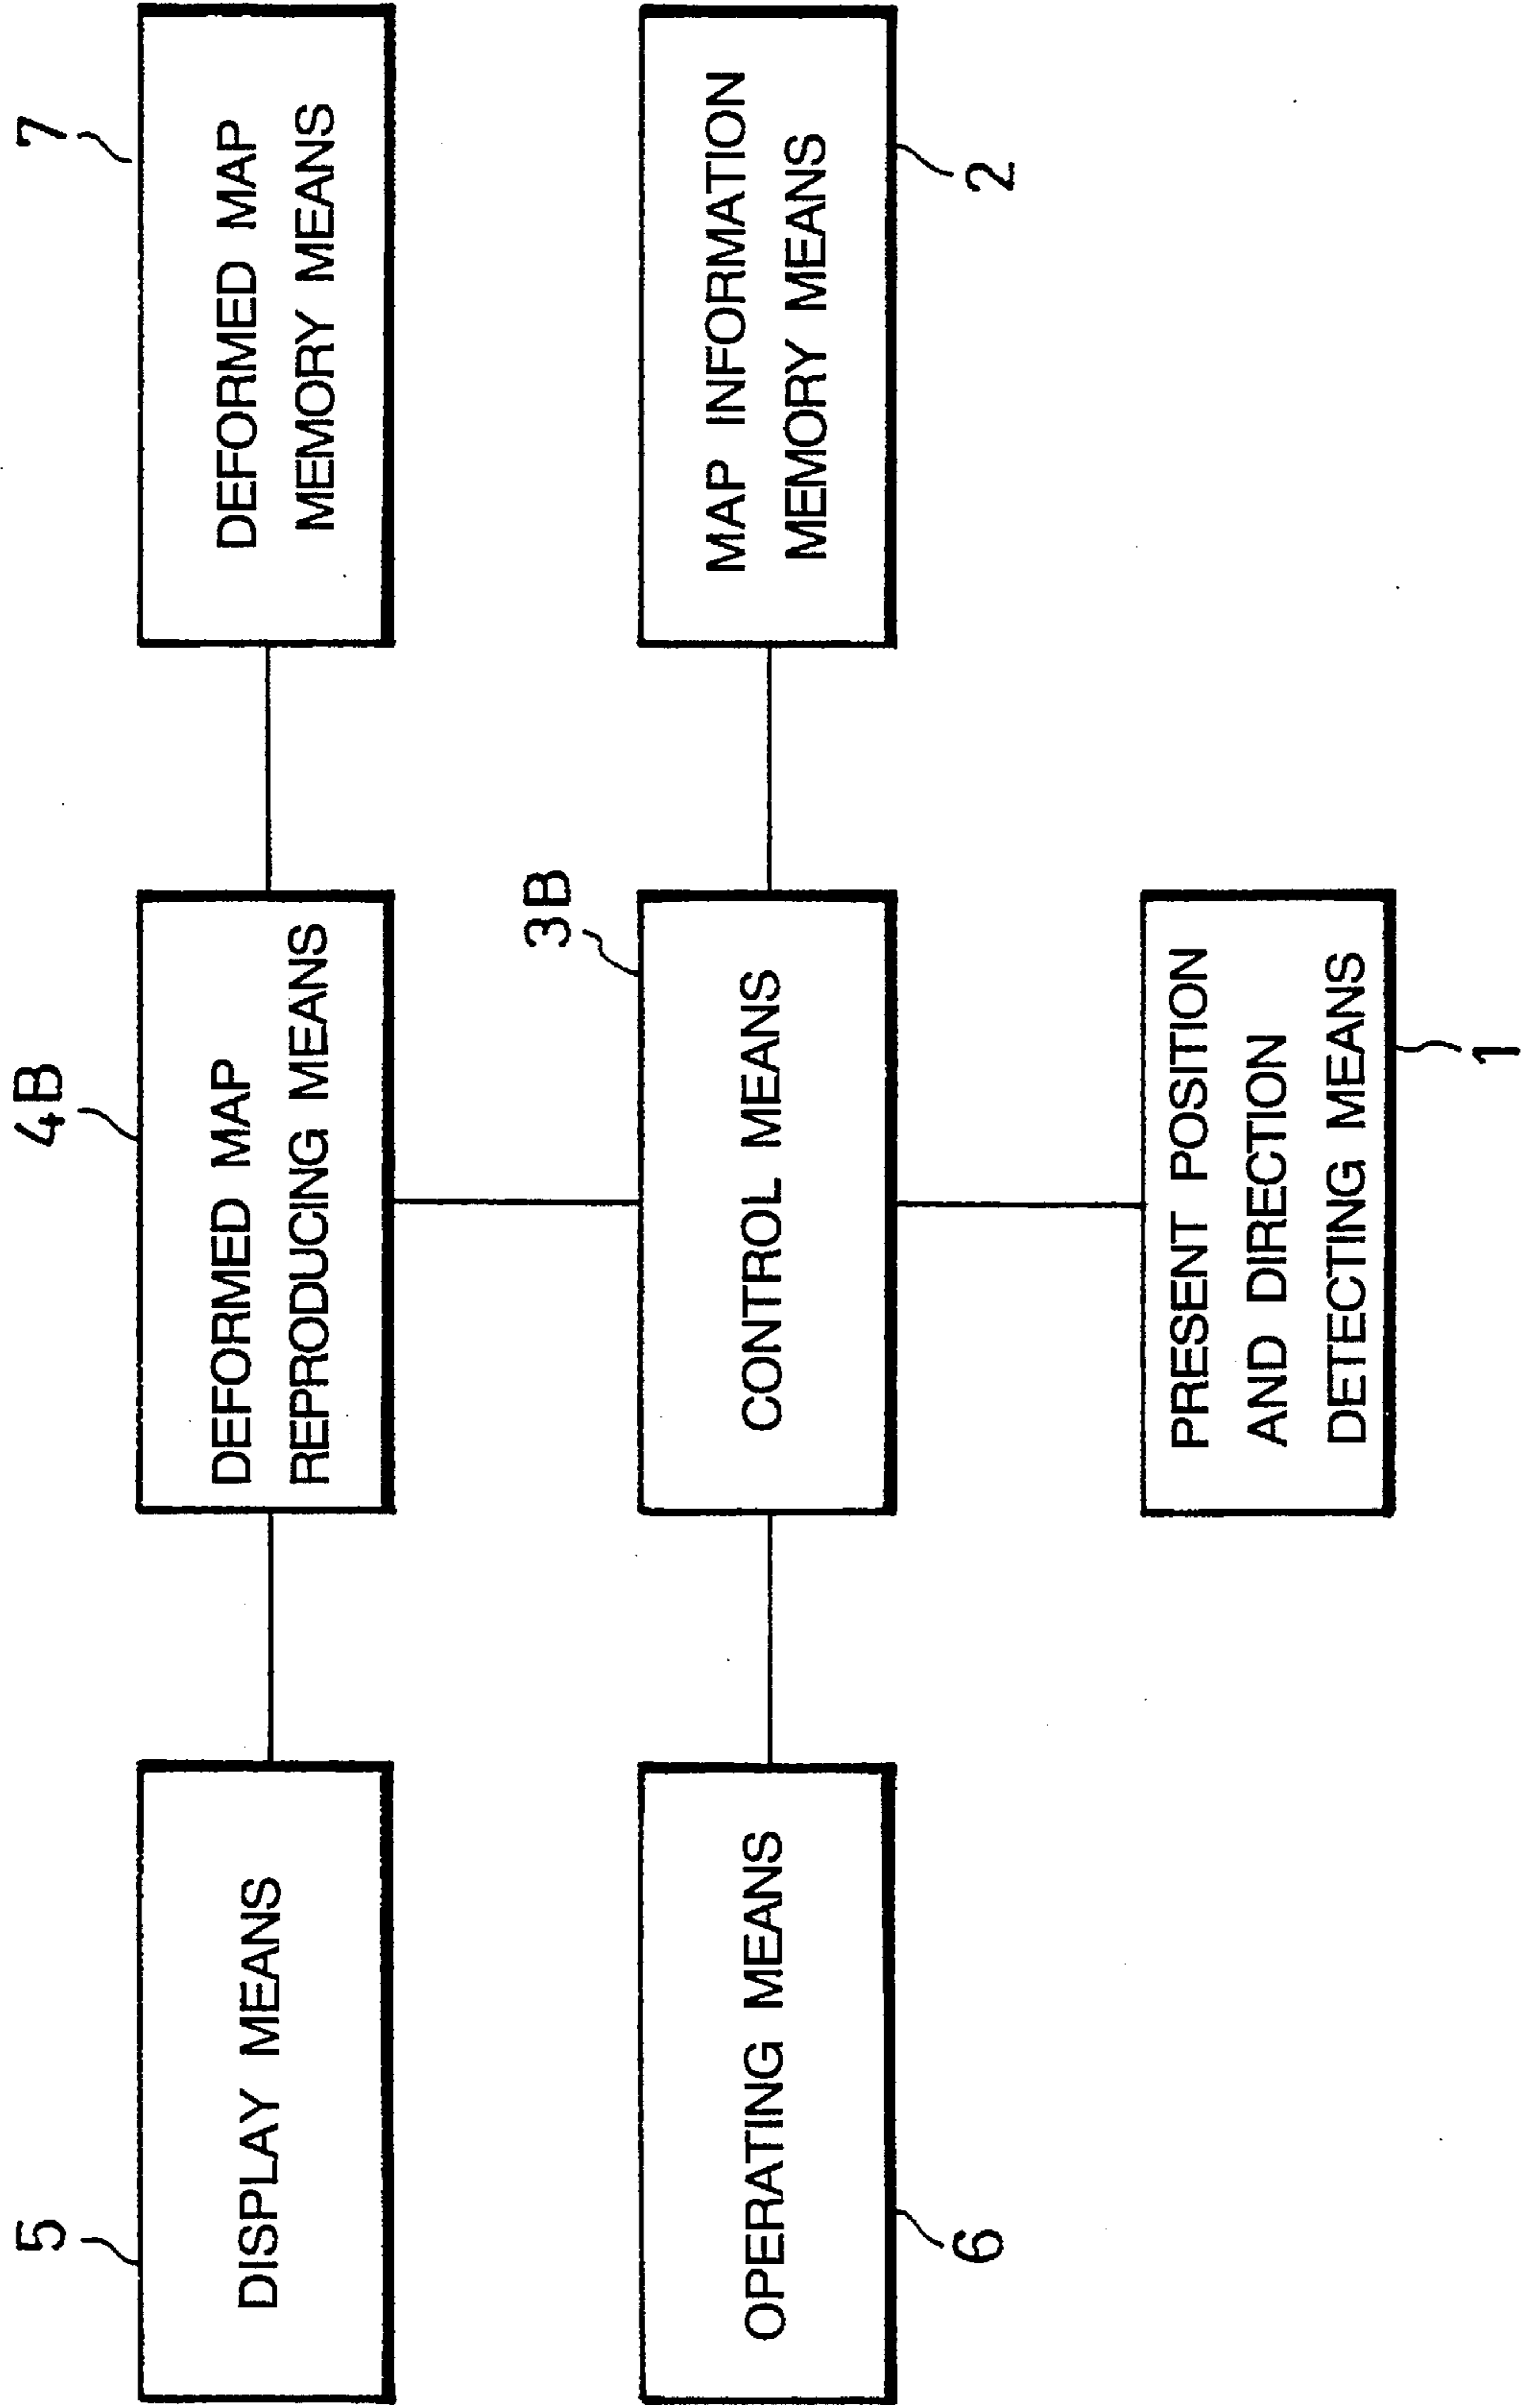 5
DISPLAY MEANS
4B
DEFORMED MAP
REPRODUCING MEANS
7
DEFORMED MAP
MEMORY MEANS
6
OPERATING MEANS
3B
CONTROL MEANS
MAP INFORMATION
MEMORY MEANS
2
PRESENT POSITION
AND DIRECTION
DETECTING MEANS
1